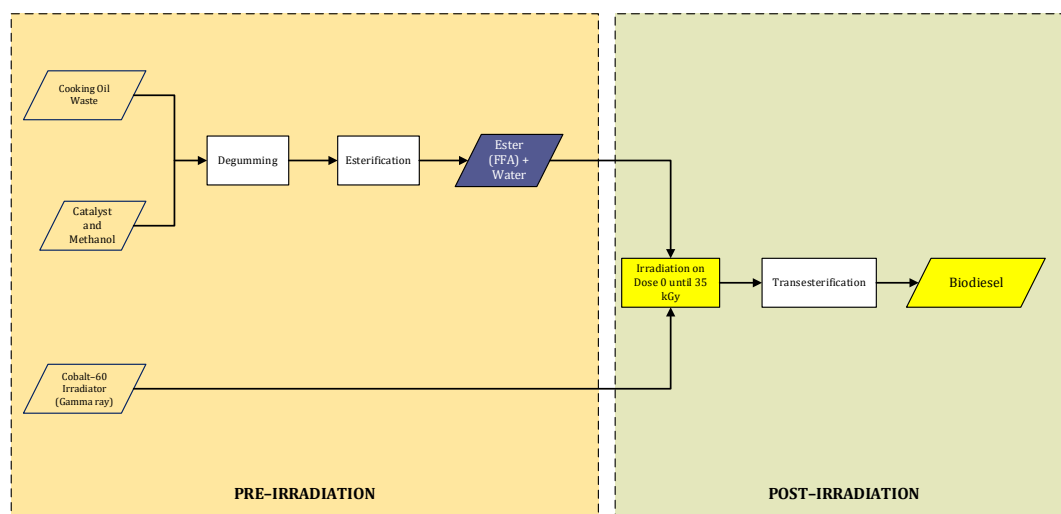 Cooking Oil
Waste
Degumming
Esterification
Ester
(FFA) +
Water
Catalyst
and
Methanol
Irradiation on
Dose 0 until 35
kGy
Transesterification
Biodiesel
Cobalt–60
Irradiator
(Gamma ray)
PRE–IRRADIATION
POST–IRRADIATION